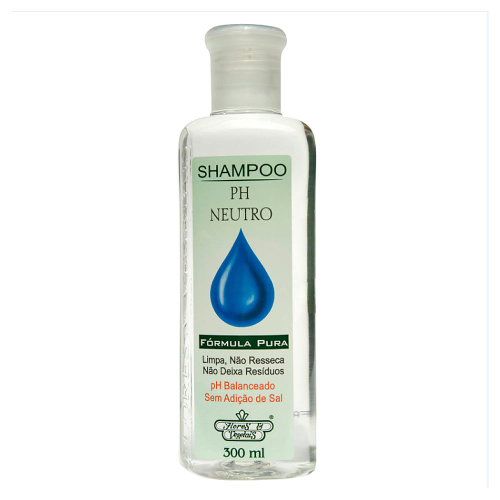 SHAMPOO
PH
NEUTRO
FÓRMULA PURA
Limpa, Não Resseca
Não Deixa Resíduos
pH Balanceado
Sem Adição de Sal
Flores &
Vegetais ®
300 ml